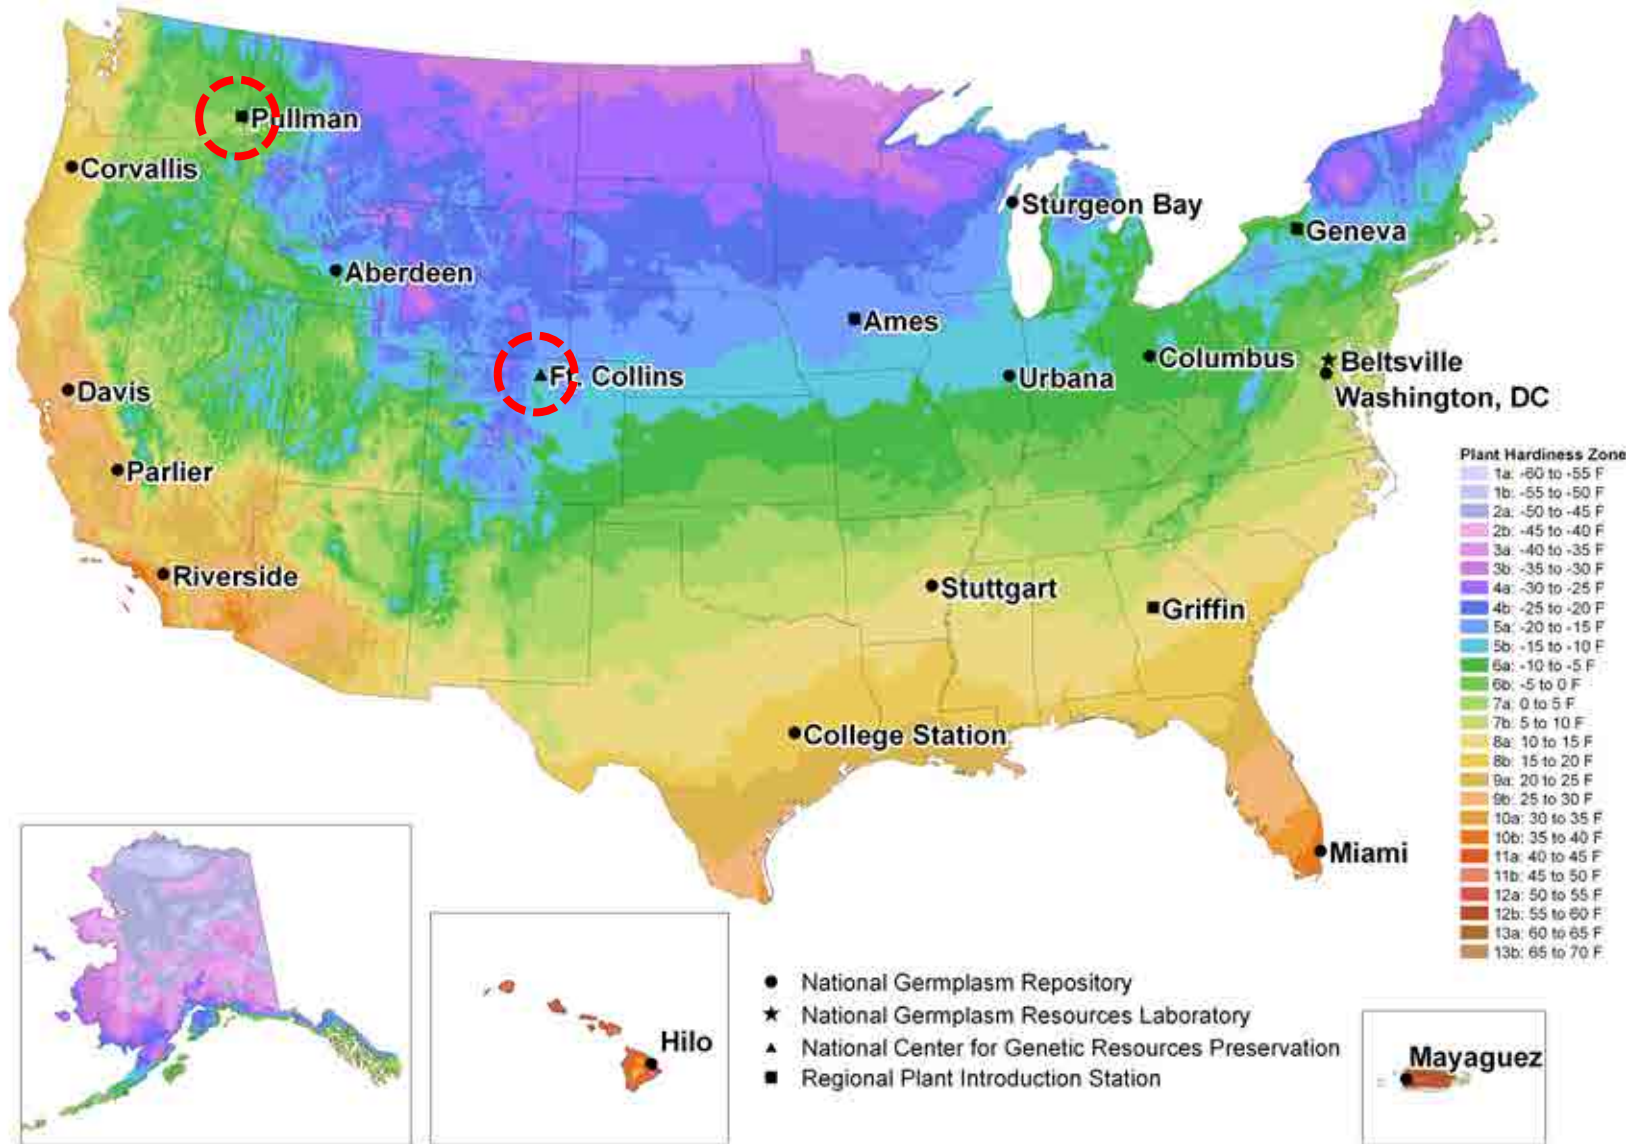 Pullman
Corvallis
Sturgeon Bay
Geneva
Aberdeen
Ames
Columbus
Beltsville
Ft. Collins
Urbana
Davis
Washington, DC
Parlier
Riverside
Stuttgart
Griffin
College Station
Miami
Plant Hardiness Zone
1a: -60 to -55 F
1b: -55 to -50 F
2a: -50 to -45 F
2b: -45 to -40 F
3a: -40 to -35 F
3b: -35 to -30 F
4a: -30 to -25 F
4b: -25 to -20 F
5a: -20 to -15 F
5b: -15 to -10 F
6a: -10 to -5 F
6b: -5 to 0 F
7a: 0 to 5 F
7b: 5 to 10 F
8a: 10 to 15 F
8b: 15 to 20 F
9a: 20 to 25 F
9b: 25 to 30 F
10a: 30 to 35 F
10b: 35 to 40 F
11a: 40 to 45 F
11b: 45 to 50 F
12a: 50 to 55 F
12b: 55 to 60 F
13a: 60 to 65 F
13b: 65 to 70 F
National Germplasm Repository
National Germplasm Resources Laboratory
National Center for Genetic Resources Preservation
Regional Plant Introduction Station
Hilo
Mayaguez